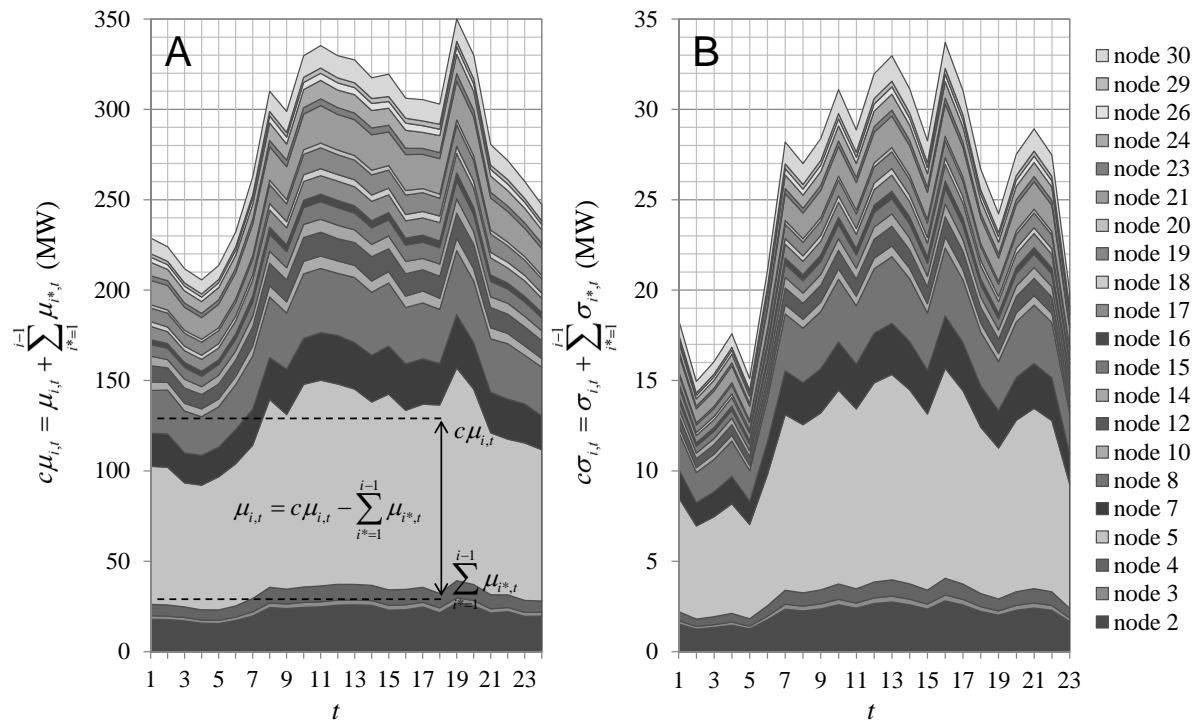 A
350
300
250
200
150
100
50
0
cμ_{i,t} = μ_{i,t} + \sum_{i*=1}^{i-1} μ_{i*,t} (MW)
cμ_{i,t}
μ_{i,t} = cμ_{i,t} − \sum_{i*=1}^{i-1} μ_{i*,t}
\sum_{i*=1}^{i-1} μ_{i*,t}
1 3 5 7 9 11 13 15 17 19 21 23
t
B
35
30
25
20
15
10
5
0
cσ_{i,t} = σ_{i,t} + \sum_{i*=1}^{i-1} σ_{i*,t} (MW)
1 3 5 7 9 11 13 15 17 19 21 23
t
node 30
node 29
node 26
node 24
node 23
node 21
node 20
node 19
node 18
node 17
node 16
node 15
node 14
node 12
node 10
node 8
node 7
node 5
node 4
node 3
node 2